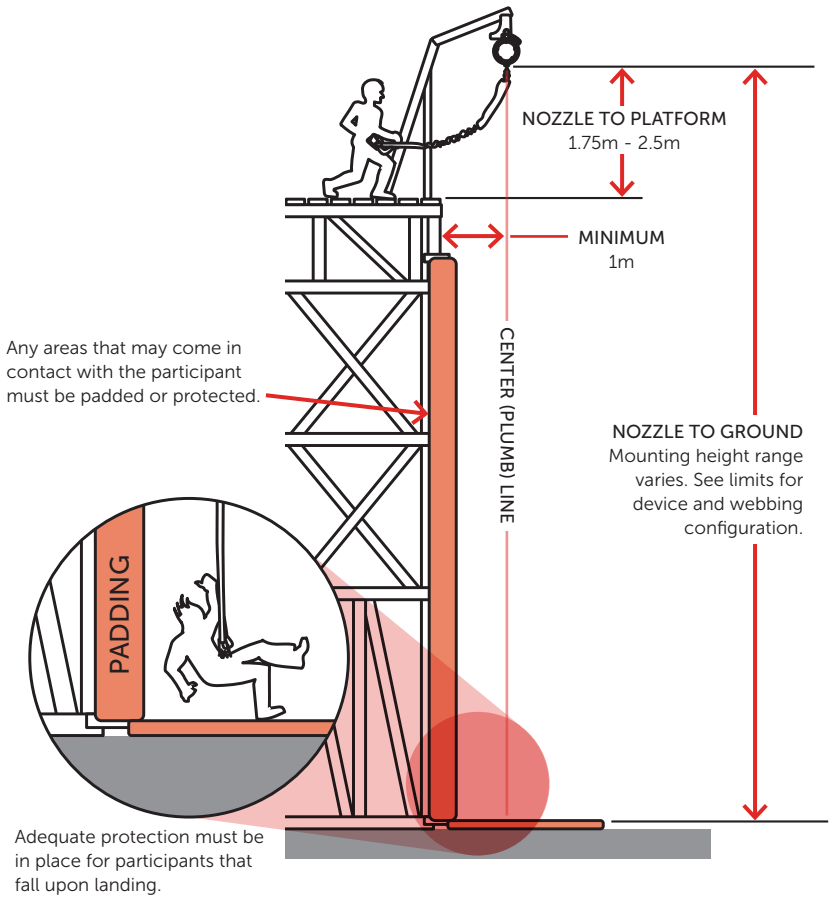 NOZZLE TO PLATFORM
1.75m - 2.5m
MINIMUM
1m
Any areas that may come in
contact with the participant
must be padded or protected.
CENTER (PLUMB) LINE
NOZZLE TO GROUND
Mounting height range
varies. See limits for
device and webbing
configuration.
PADDING
Adequate protection must be
in place for participants that
fall upon landing.